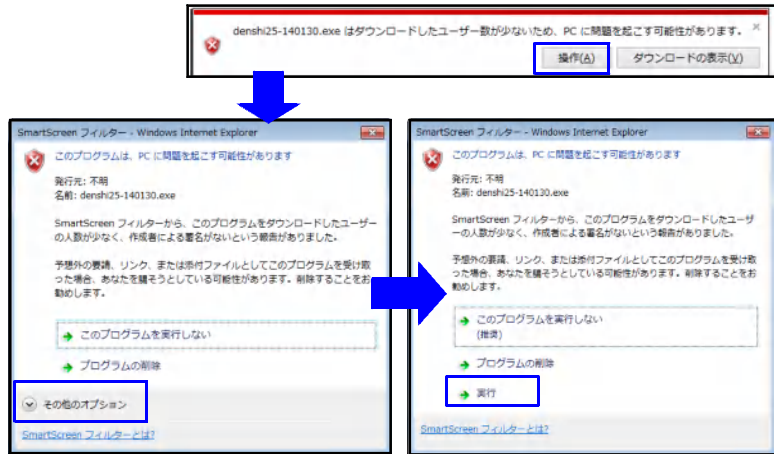 denshi25-140130.exe はダウンロードしたユーザー数が少ないため、PC に問題を起こす可能性があります。
操作(A)
ダウンロードの表示(V)
SmartScreen フィルター - Windows Internet Explorer
このプログラムは、PC に問題を起こす可能性があります
発行元: 不明
名前: denshi25-140130.exe
SmartScreen フィルターから、このプログラムをダウンロードしたユーザー
の人数が少なく、作成者による署名がないという報告がありました。
予想外の要請、リンク、または添付ファイルとしてこのプログラムを受け取
った場合、あなたを騙そうとしている可能性があります。削除することをお
勧めします。
このプログラムを実行しない
プログラムの削除
その他のオプション
SmartScreen フィルターとは?
SmartScreen フィルター - Windows Internet Explorer
このプログラムは、PC に問題を起こす可能性があります
発行元: 不明
名前: denshi25-140130.exe
SmartScreen フィルターから、このプログラムをダウンロードしたユーザ
ーの人数が少なく、作成者による署名がないという報告がありました。
予想外の要請、リンク、または添付ファイルとしてこのプログラムを受け取
った場合、あなたを騙そうとしている可能性があります。削除することをお
勧めします。
このプログラムを実行しない
(推奨)
プログラムの削除
実行
SmartScreen フィルターとは?